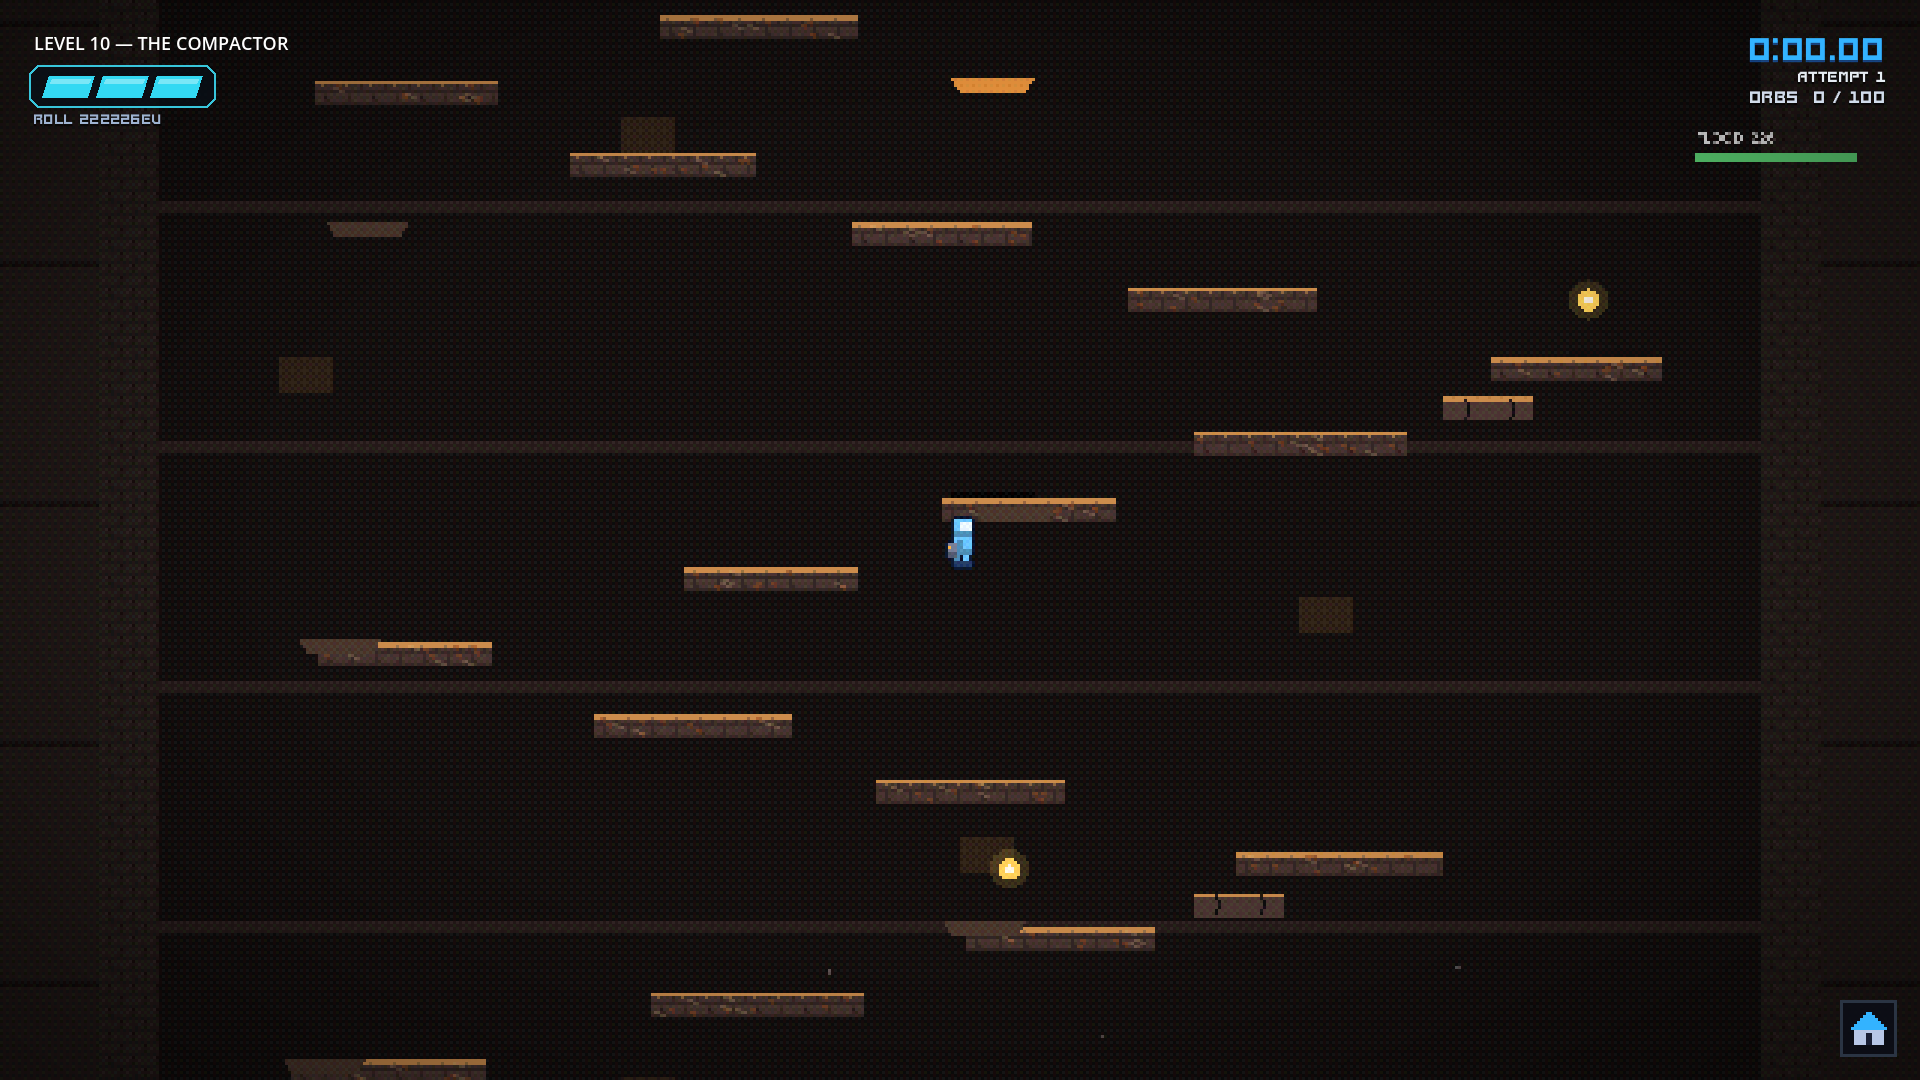 LEVEL 10 — THE COMPACTOR
ROLL 222226EU
0:00.00
ATTEMPT 1
ORBS 0 / 100